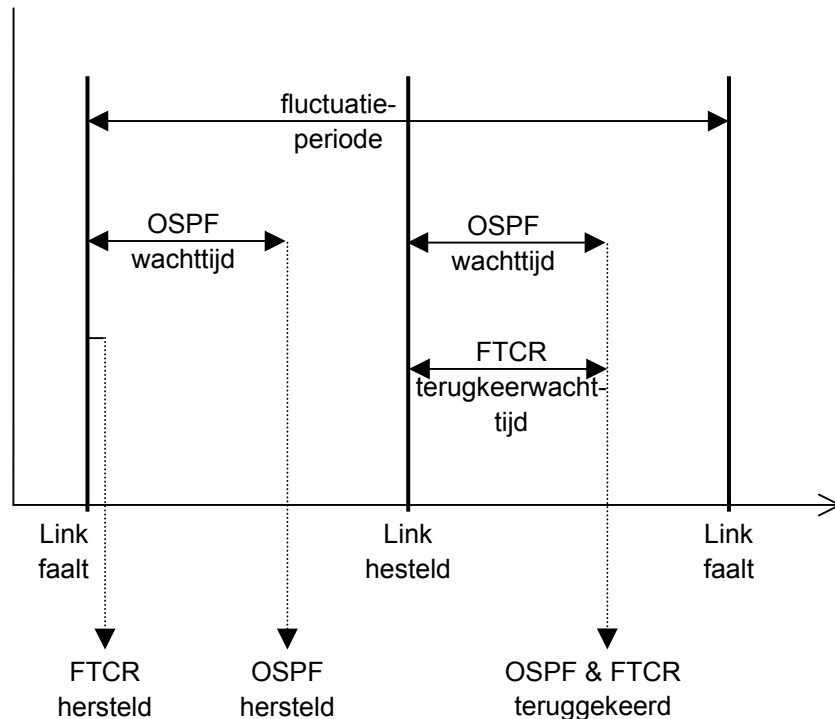 fluctuatie-
periode
OSPF
wachttijd
OSPF
wachttijd
FTCR
terugkeerwacht-
tijd
Link
faalt
Link
hesteld
Link
faalt
FTCR
hersteld
OSPF
hersteld
OSPF & FTCR
teruggekeerd